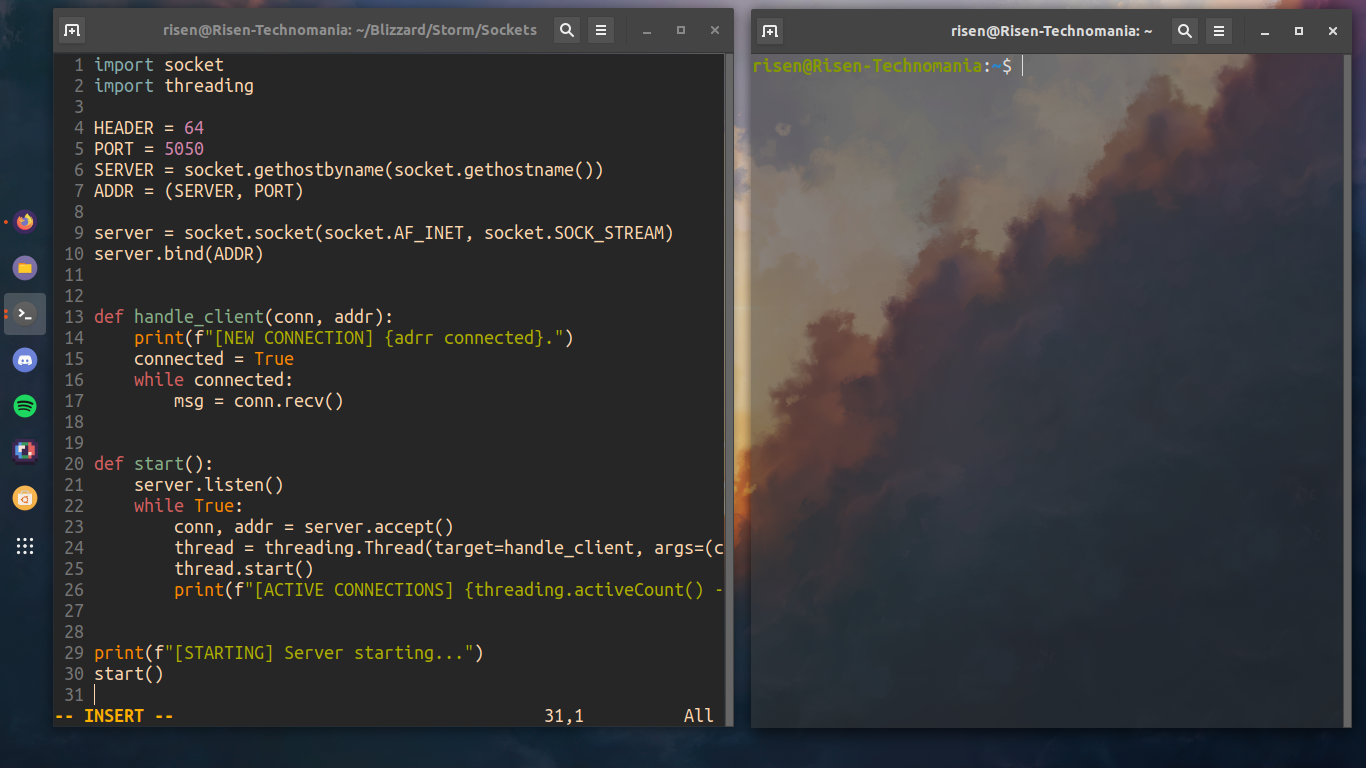 risen@Risen-Technomania: ~/Blizzard/Storm/Sockets
1 import socket
2 import threading
3
4 HEADER = 64
5 PORT = 5050
6 SERVER = socket.gethostbyname(socket.gethostname())
7 ADDR = (SERVER, PORT)
8
9 server = socket.socket(socket.AF_INET, socket.SOCK_STREAM)
10 server.bind(ADDR)
11
12
13 def handle_client(conn, addr):
14     print(f"[NEW CONNECTION] {adrr connected}.")
15     connected = True
16     while connected:
17         msg = conn.recv()
18
19
20 def start():
21     server.listen()
22     while True:
23         conn, addr = server.accept()
24         thread = threading.Thread(target=handle_client, args=(c
25         thread.start()
26         print(f"[ACTIVE CONNECTIONS] {threading.activeCount() -
27
28
29 print(f"[STARTING] Server starting...")
30 start()
31
-- INSERT -- 31,1 All
risen@Risen-Technomania: ~
risen@Risen-Technomania:~$